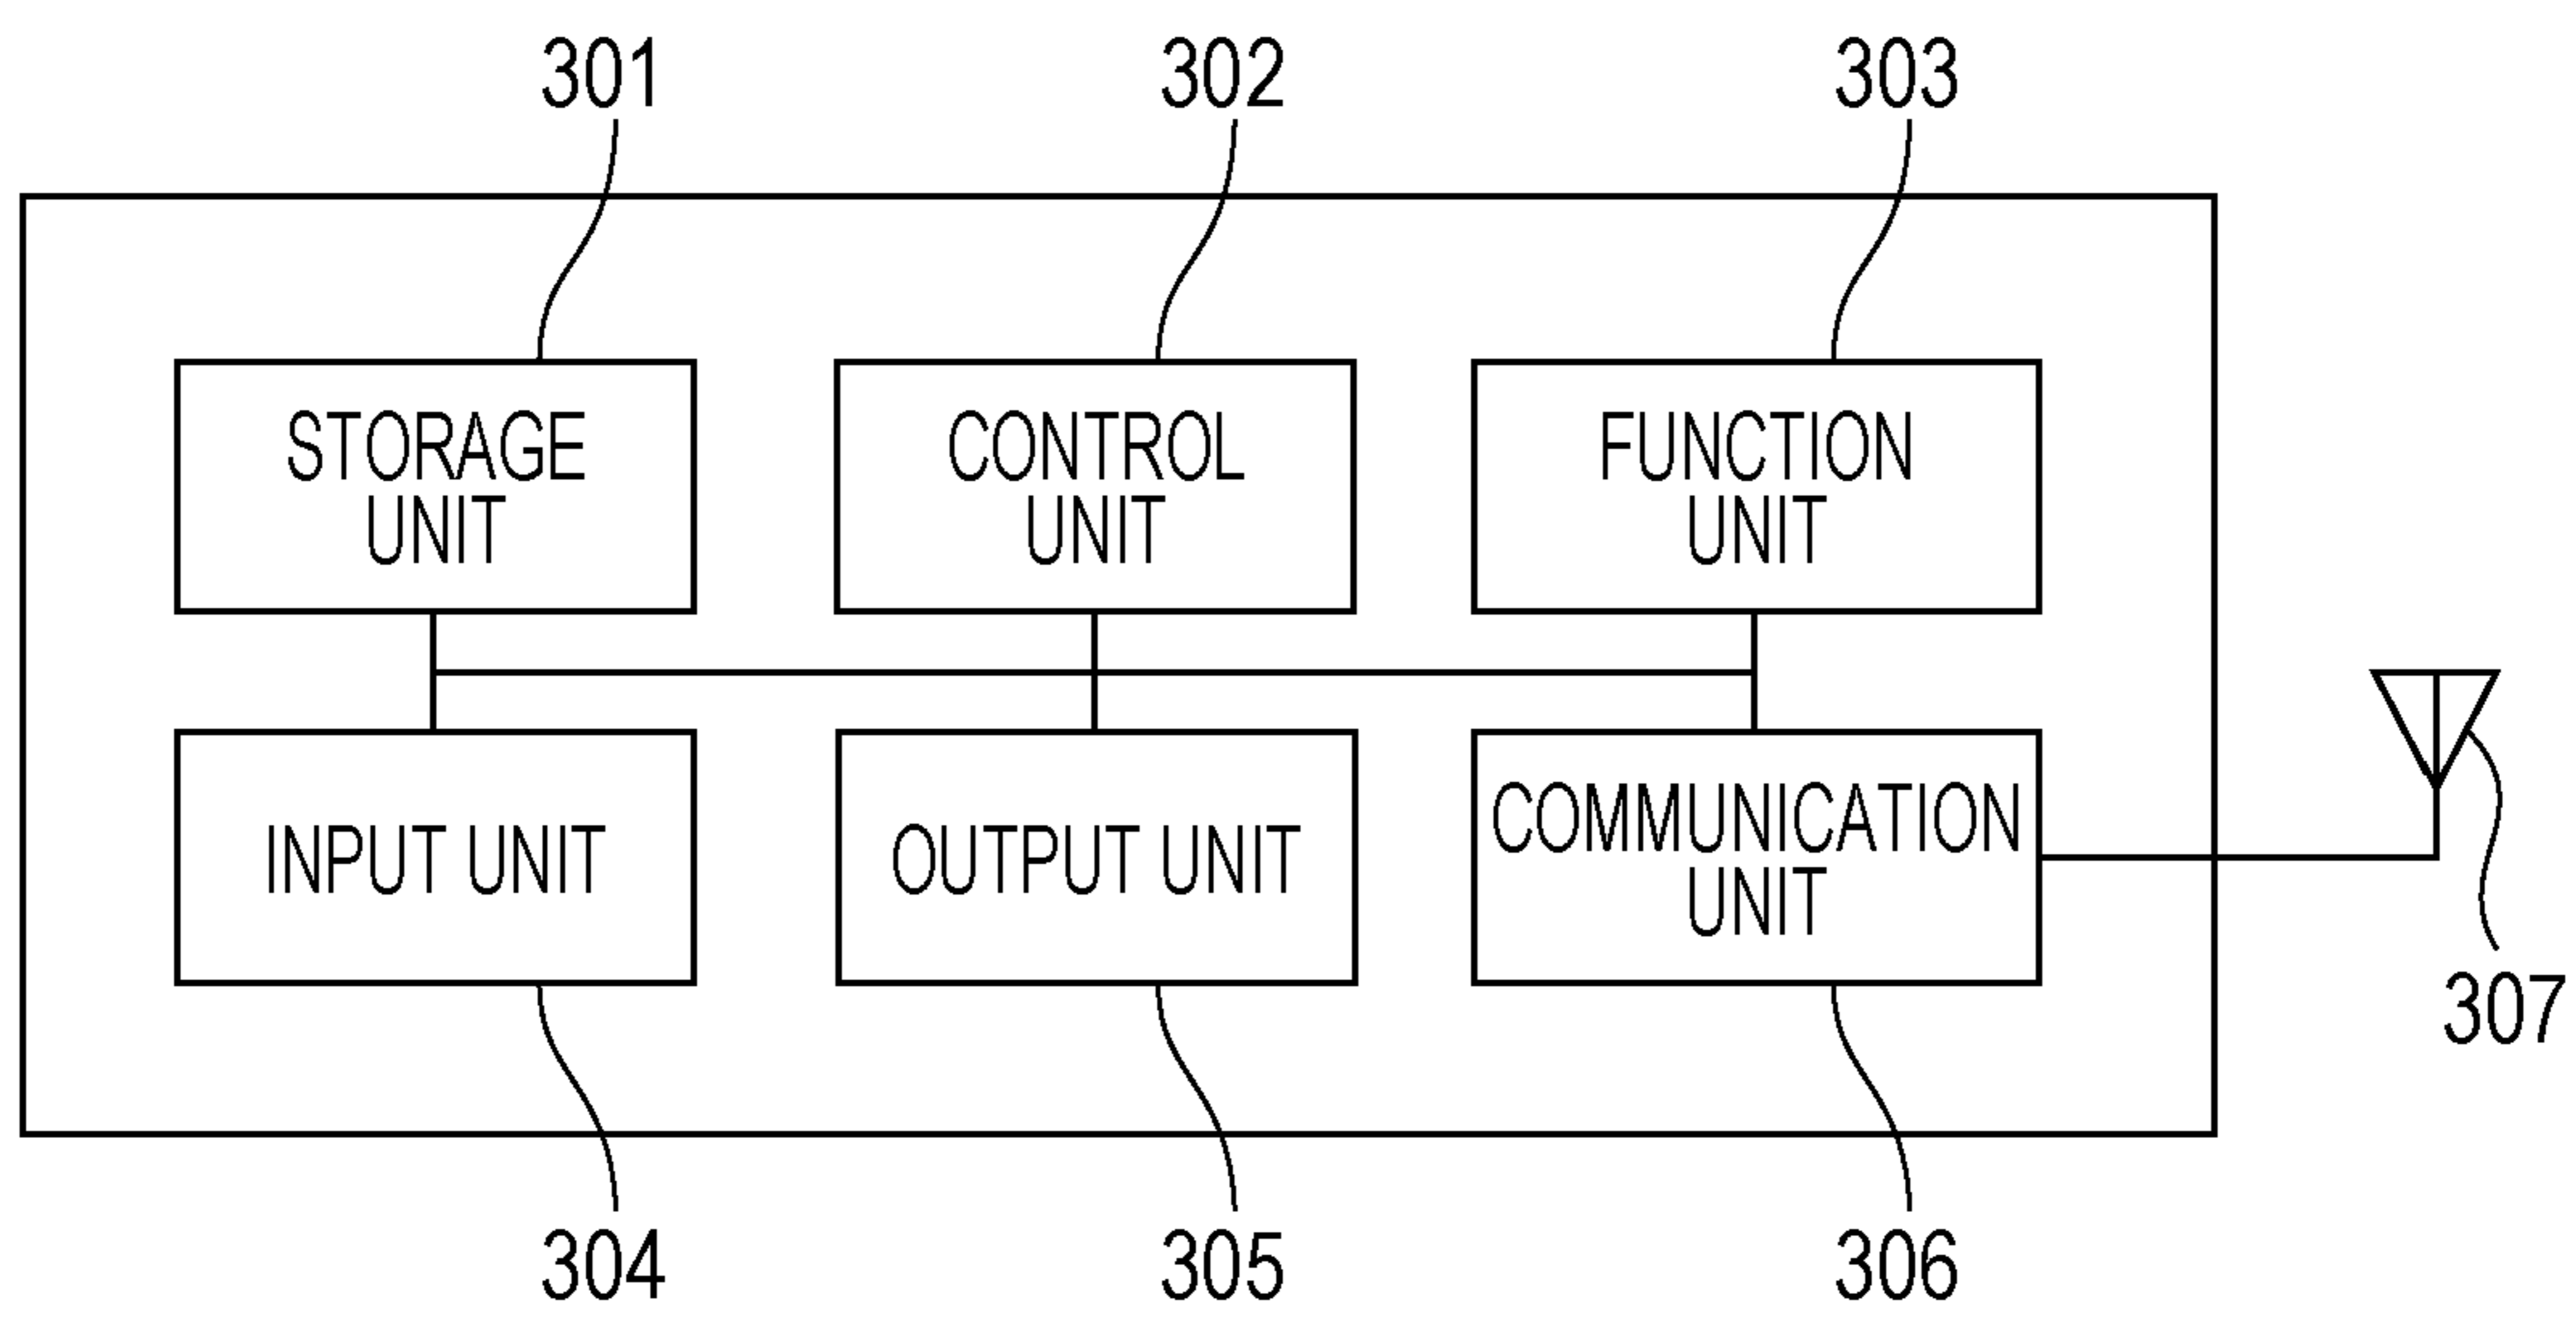 301
302
303
STORAGE
UNIT
CONTROL
UNIT
FUNCTION
UNIT
INPUT UNIT
OUTPUT UNIT
COMMUNICATION
UNIT
307
304
305
306